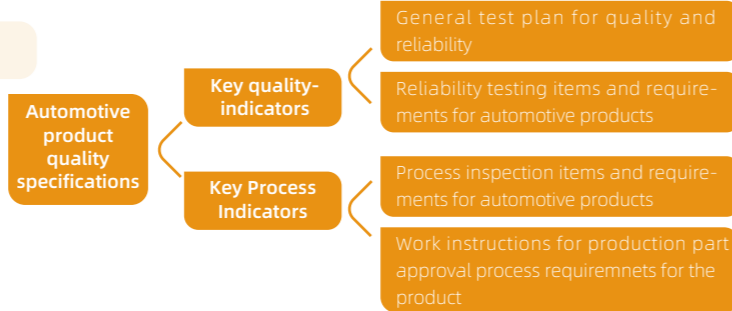 Automotive
product
quality
specifications
Key quality-
indicators
General test plan for quality and
reliability
Reliability testing items and require-
ments for automotive products
Key Process
Indicators
Process inspection items and require-
ments for automotive products
Work instructions for production part
approval process requiremnets for the
product